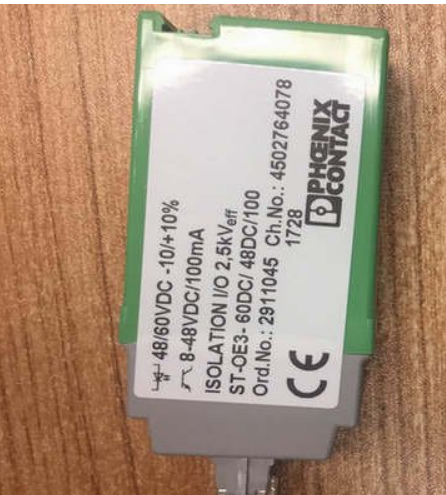 48/60VDC -10/+10%
8-48VDC/100mA
ISOLATION I/O 2,5kVeff
ST-OE3- 60DC/ 48DC/100
Ord.No.: 2911045 Ch.No.: 4502764078
1728
CE
PHŒNIX
CONTACT